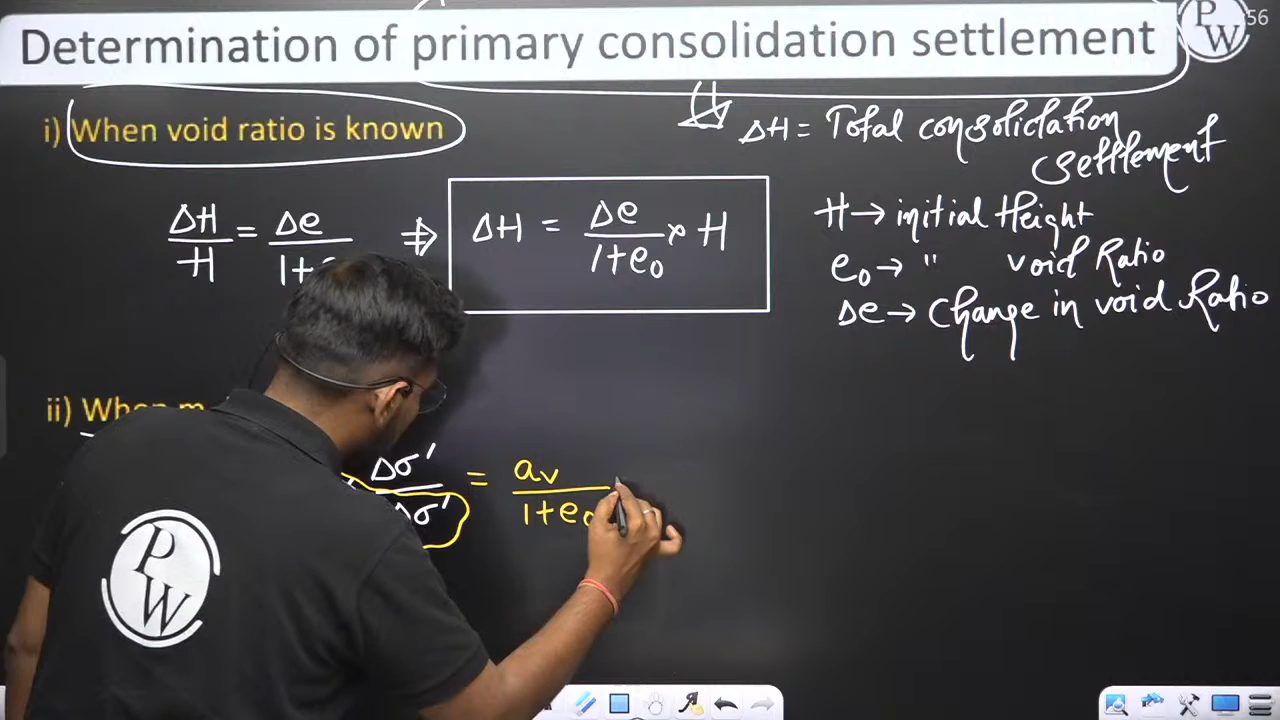 56
Determination of primary consolidation settlement
PW
i) When void ratio is known
ΔH = Total consolidation
settlement
ΔH/H = Δe/1+ ⇒ ΔH = Δe/1+e₀ × H
H → initial Height
e₀ → " void Ratio
Δe → Change in void Ratio
ii) When
Δσ'/Δσ' = aᵥ/1+e₀
PW